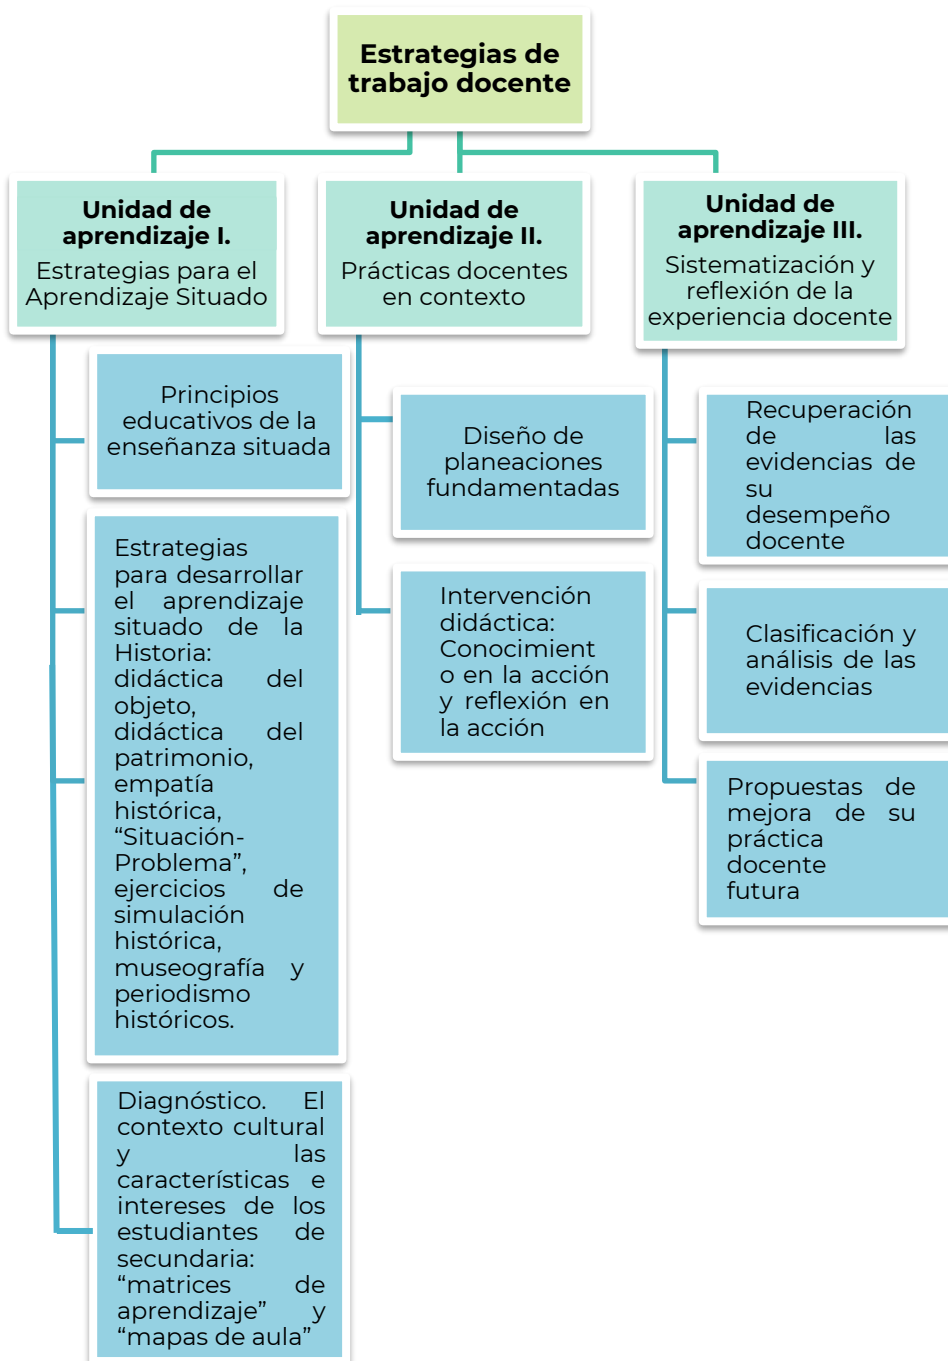 Estrategias de
trabajo docente
Unidad de
aprendizaje I.
Estrategias para el
Aprendizaje Situado
Principios
educativos de la
enseñanza situada
Estrategias
para desarrollar
el aprendizaje
situado de la
Historia:
didáctica del
objeto,
didáctica del
patrimonio,
empatía
histórica,
“Situación-
Problema”,
ejercicios de
simulación
histórica,
museografía y
periodismo
históricos.
Diagnóstico. El
contexto cultural
y las
características e
intereses de los
estudiantes de
secundaria:
“matrices de
aprendizaje” y
“mapas de aula”
Unidad de
aprendizaje II.
Prácticas docentes
en contexto
Diseño de
planeaciones
fundamentadas
Intervención
didáctica:
Conocimient
o en la acción
y reflexión en
la acción
Unidad de
aprendizaje III.
Sistematización y
reflexión de la
experiencia docente
Recuperación
de las
evidencias de
su
desempeño
docente
Clasificación y
análisis de las
evidencias
Propuestas de
mejora de su
práctica
docente
futura